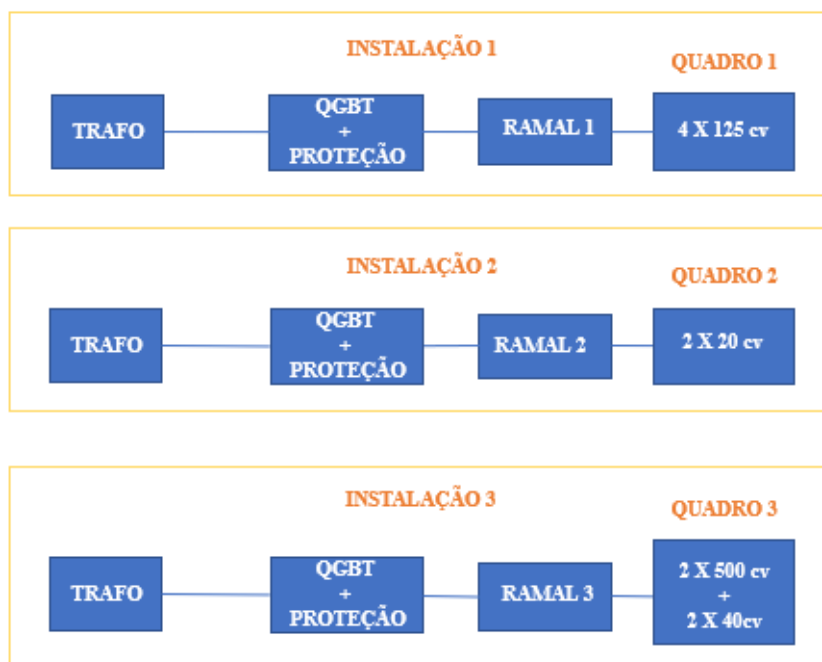 INSTALAÇÃO 1
QUADRO 1
TRAFO
QGBT
+
PROTEÇÃO
RAMAL 1
4 X 125 cv
INSTALAÇÃO 2
QUADRO 2
TRAFO
QGBT
+
PROTEÇÃO
RAMAL 2
2 X 20 cv
INSTALAÇÃO 3
QUADRO 3
TRAFO
QGBT
+
PROTEÇÃO
RAMAL 3
2 X 500 cv
+
2 X 40cv